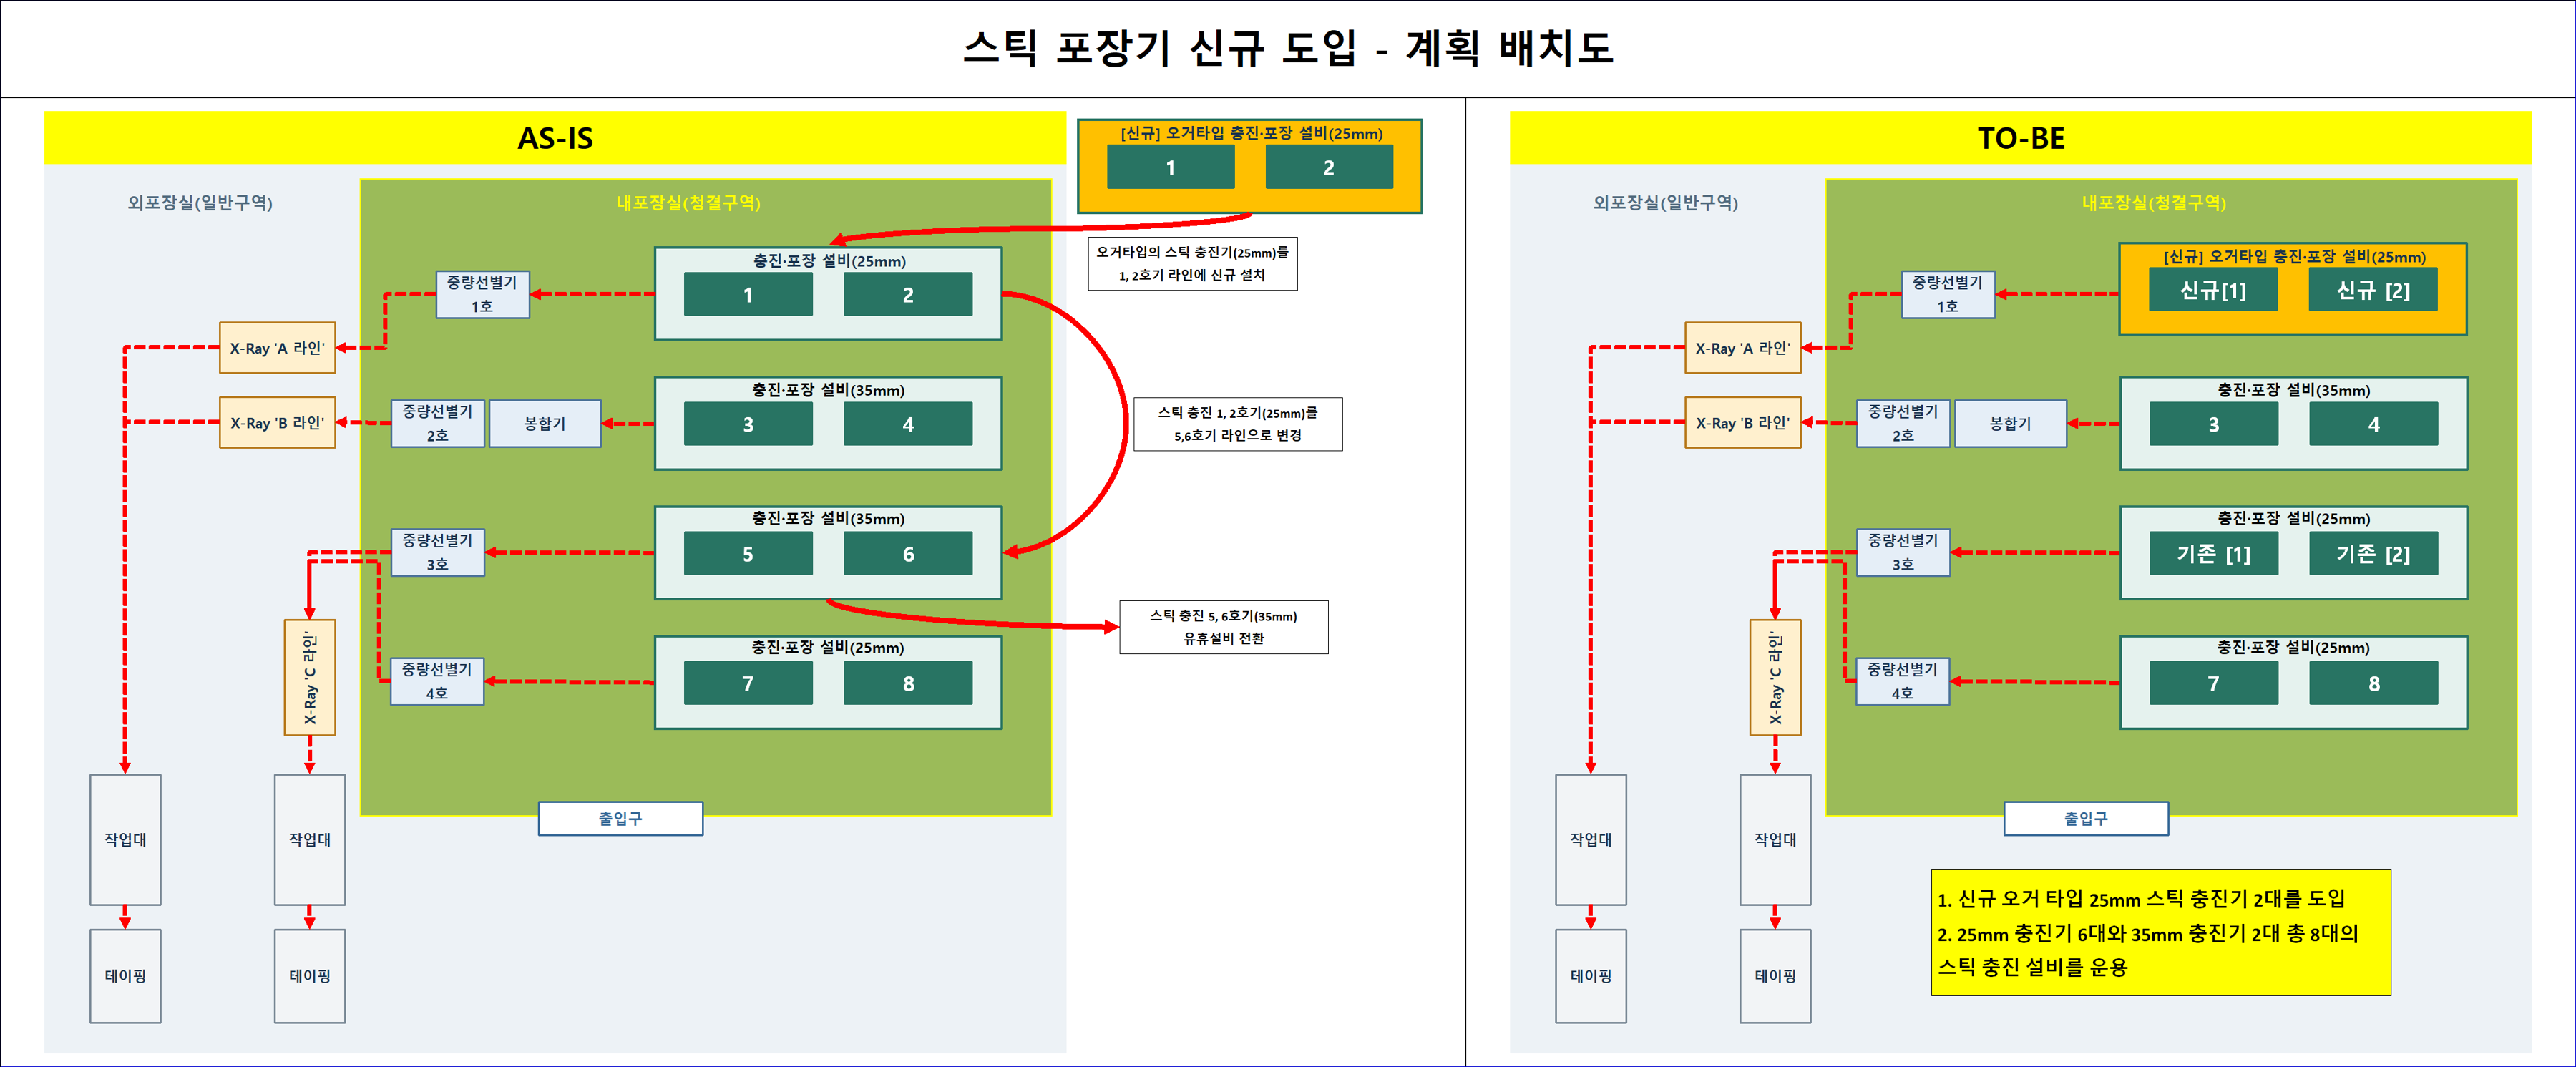 스틱 포장기 신규 도입 - 계획 배치도
AS-IS
외포장실(일반구역)
내포장실(청결구역)
[신규] 오거타입 충진·포장 설비(25mm)
1
2
오거타입의 스틱 충진기(25mm)를
1, 2호기 라인에 신규 설치
충진·포장 설비(25mm)
1
2
중량선별기
1호
X-Ray 'A 라인'
충진·포장 설비(35mm)
3
4
봉합기
중량선별기
2호
X-Ray 'B 라인'
스틱 충진 1, 2호기(25mm)를
5,6호기 라인으로 변경
충진·포장 설비(35mm)
5
6
중량선별기
3호
스틱 충진 5, 6호기(35mm)
유휴설비 전환
충진·포장 설비(25mm)
7
8
중량선별기
4호
X-Ray 'C 라인'
출입구
작업대
작업대
테이핑
테이핑
TO-BE
외포장실(일반구역)
내포장실(청결구역)
[신규] 오거타입 충진·포장 설비(25mm)
신규[1]
신규 [2]
중량선별기
1호
X-Ray 'A 라인'
충진·포장 설비(35mm)
3
4
봉합기
중량선별기
2호
X-Ray 'B 라인'
충진·포장 설비(25mm)
기존 [1]
기존 [2]
중량선별기
3호
충진·포장 설비(25mm)
7
8
중량선별기
4호
X-Ray 'C 라인'
출입구
작업대
작업대
테이핑
테이핑
1. 신규 오거 타입 25mm 스틱 충진기 2대를 도입
2. 25mm 충진기 6대와 35mm 충진기 2대 총 8대의
스틱 충진 설비를 운용